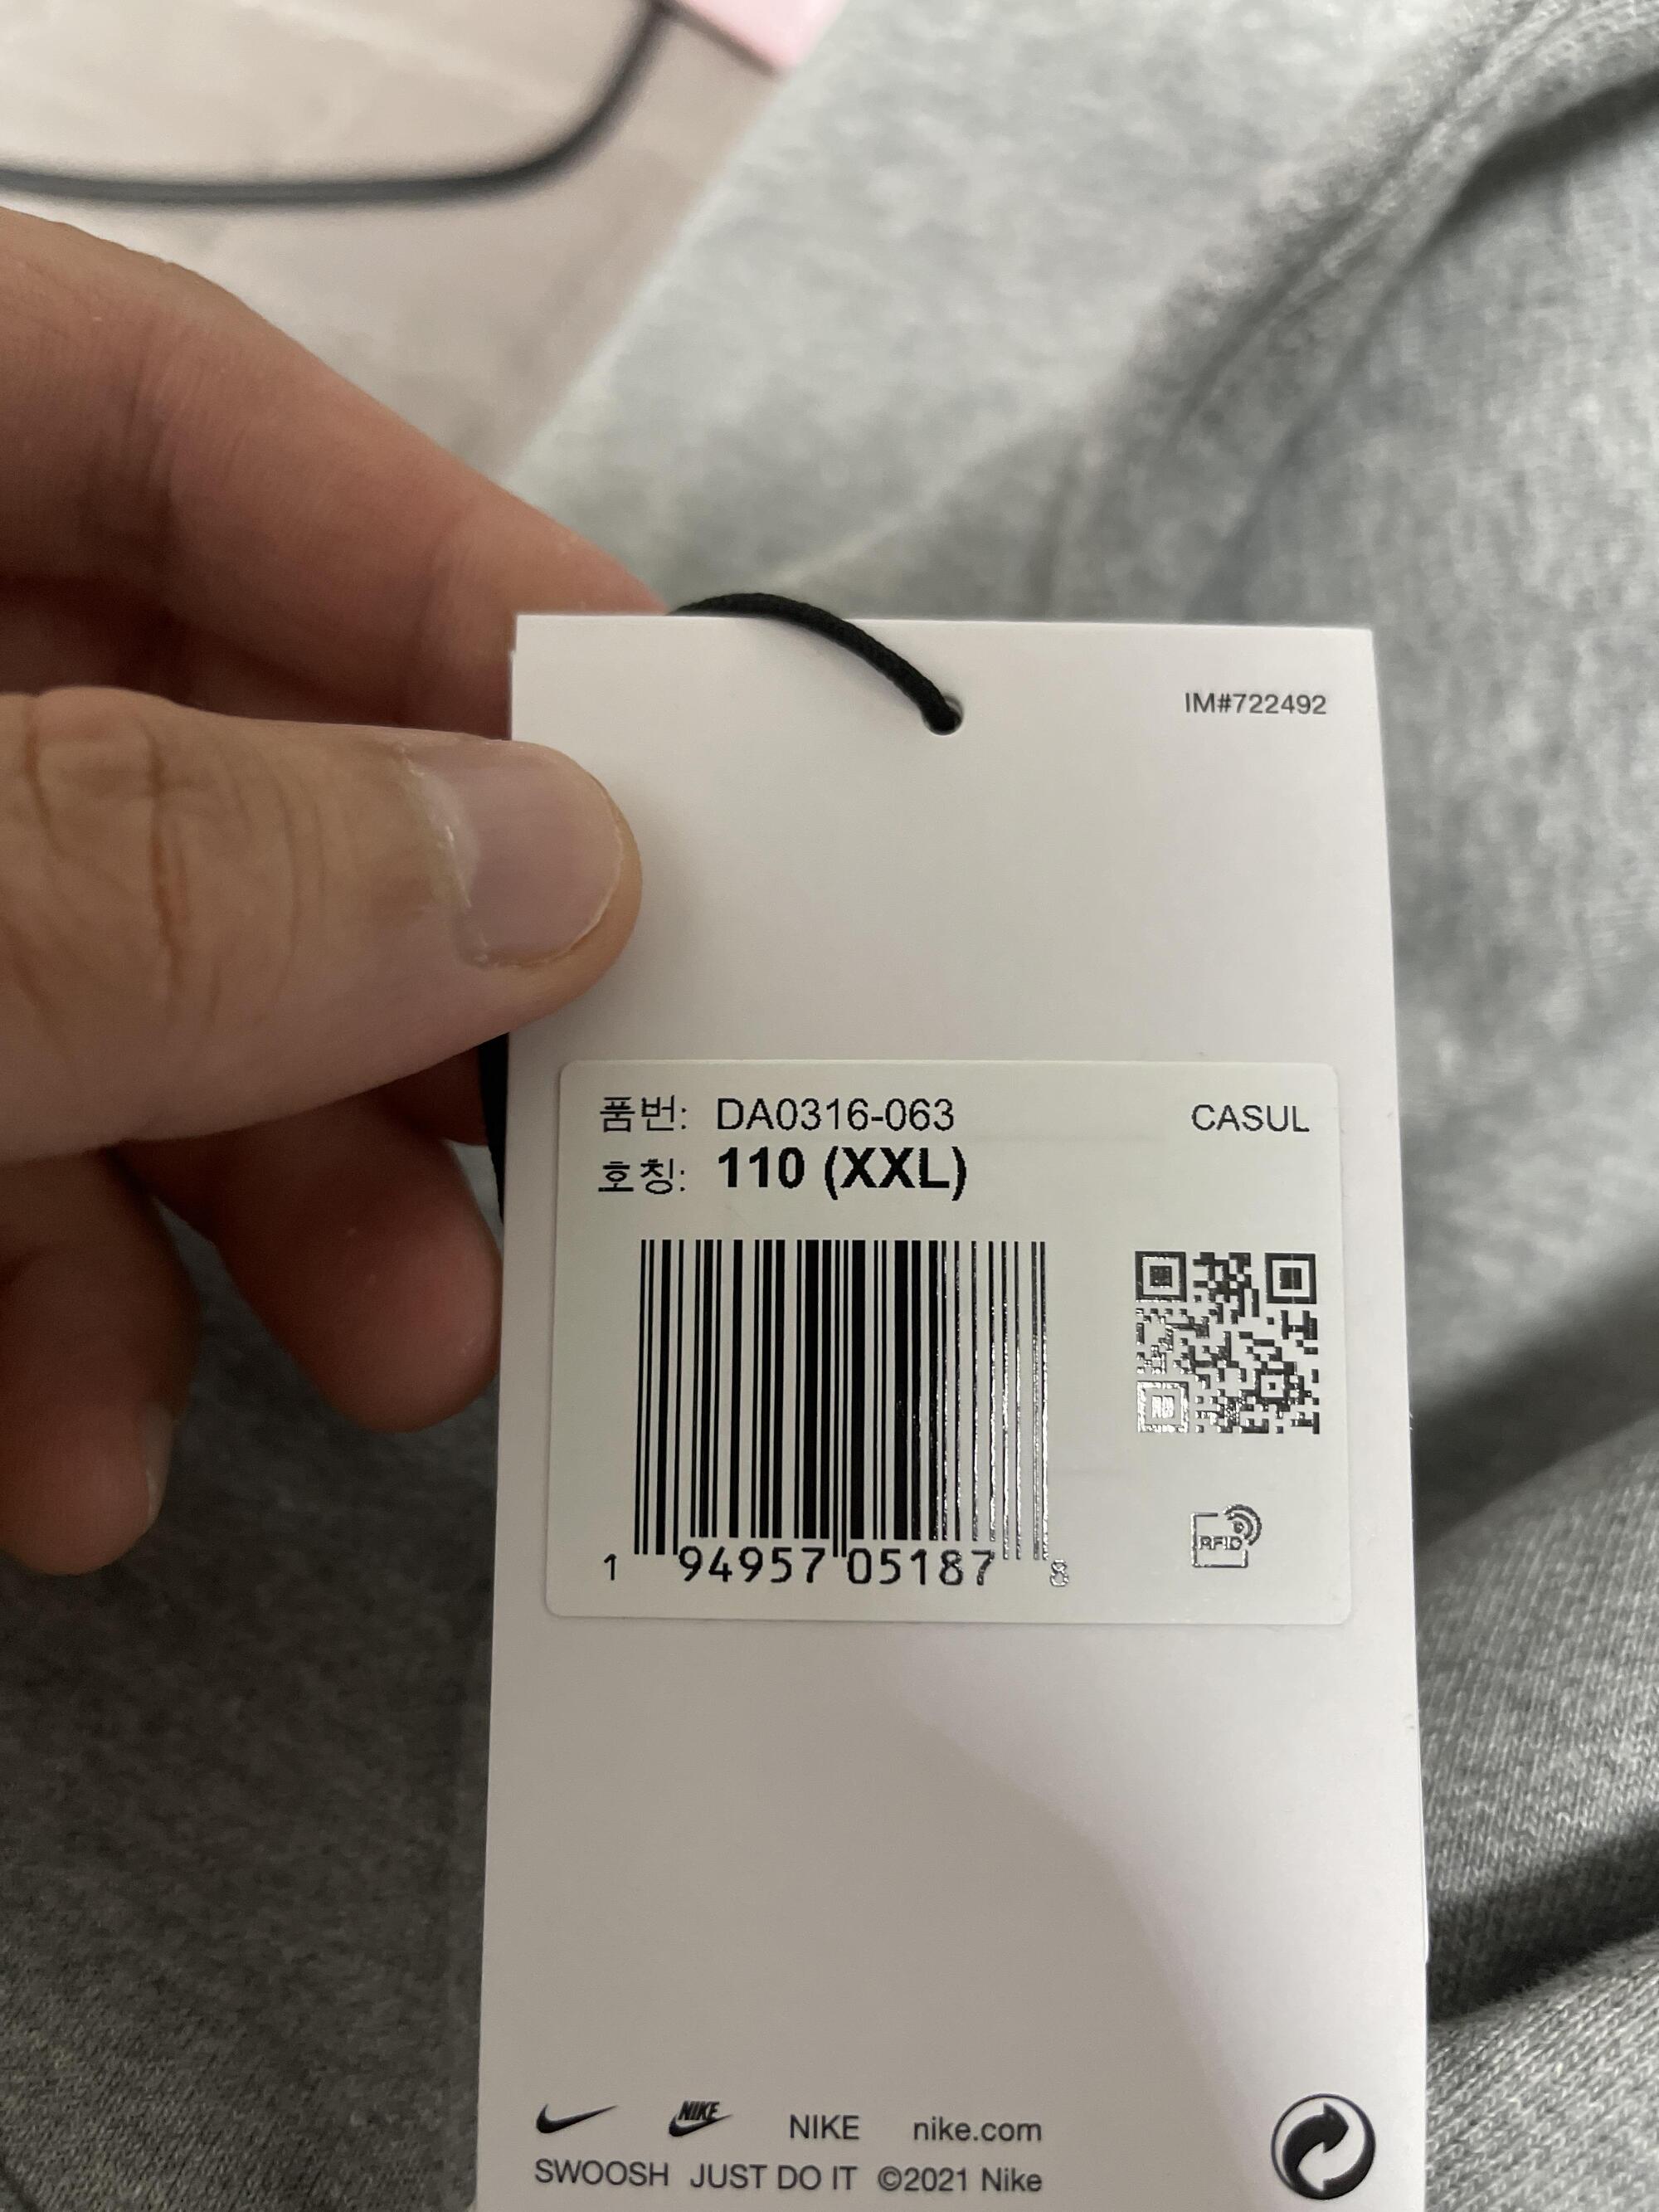 IM#722492
품번: DA0316-063 CASUL
호칭: 110 (XXL)
1 94957 05187 8
RFID
NIKE NIKE nike.com
SWOOSH JUST DO IT ©2021 Nike